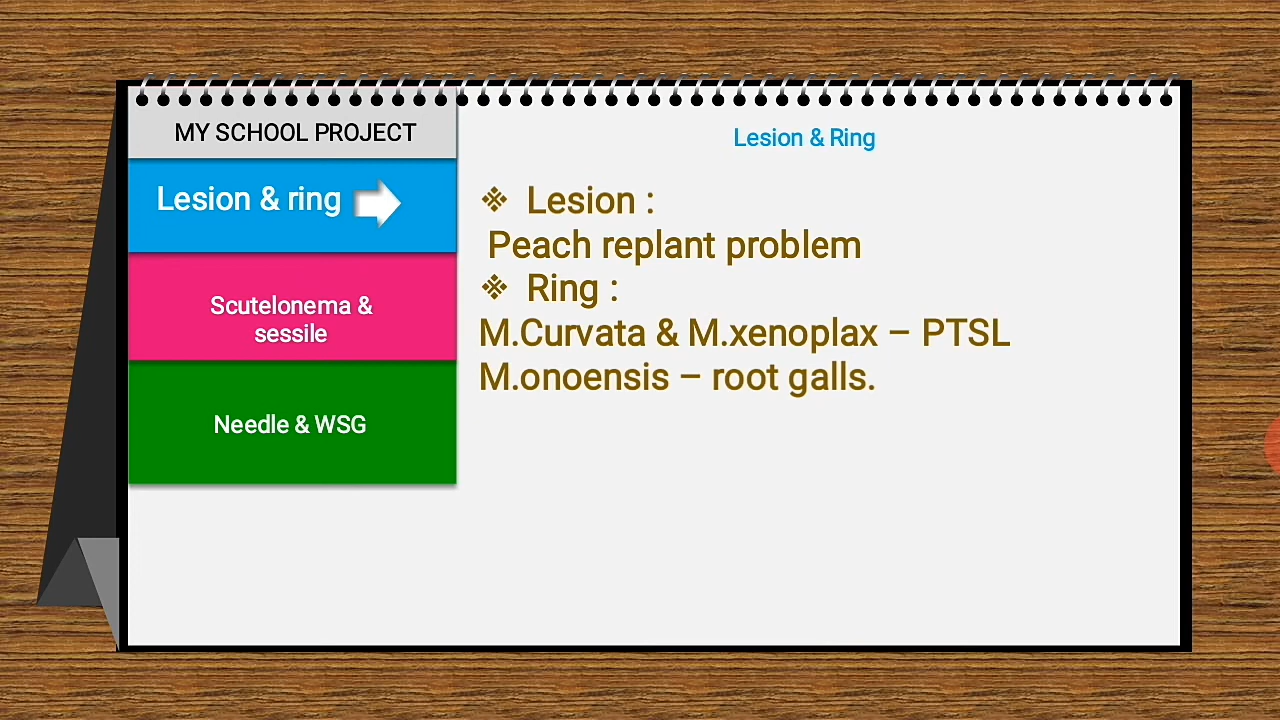 MY SCHOOL PROJECT
Lesion & ring
Scutelonema &
sessile
Needle & WSG
Lesion & Ring
❖ Lesion :
Peach replant problem
❖ Ring :
M.Curvata & M.xenoplax – PTSL
M.onoensis – root galls.